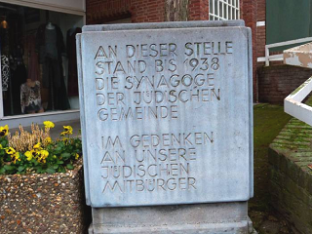 AN DIESER STELLE
STAND BIS 1938
DIE SYNAGOGE
DER JÜDISCHEN
GEMEINDE
IM GEDENKEN
AN UNSERE
JÜDISCHEN
MITBÜRGER